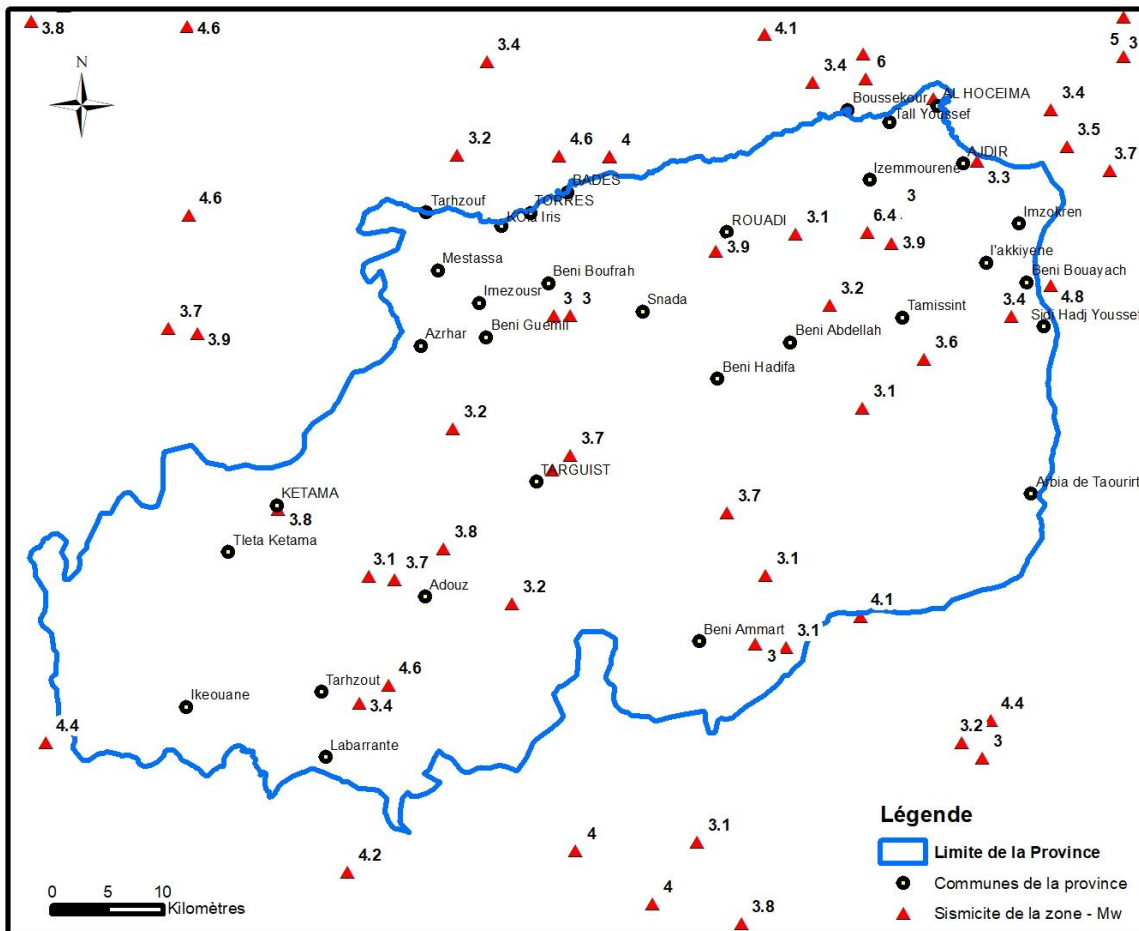 3.8
4.6
4.1
5
3
3.4
3.4
6
N
Boussekour
AL HOCEIMA
Tall Youssef
3.4
3.5
3.2
4.6
4
AJDIR
3.3
3.7
Izemmourene
BADES
4.6
Tarhzouf
TORRES
Kola Iris
ROUADI
3.1
6.4
3
3.9
3.9
Imzokren
Mestassa
I'akkiyene
Beni Boufrah
Beni Bouayach
4.8
Imezousr
3
3
Snada
3.2
Tamissint
3.4
Sidi Hadj Youssef
3.7
3.9
Azrhar
Beni Guemil
Beni Abdellah
3.6
Beni Hadifa
3.1
3.2
3.7
TARGUIST
KETAMA
3.8
3.7
Arbia de Taourirt
Tleta Ketama
3.8
3.1
3.7
Adouz
3.2
3.1
4.1
Beni Ammart
3
3.1
Tarhzout
4.6
3.4
Ikeouane
4.4
Labarrante
4.4
3.2
3
4.2
4
3.1
4
3.8
Légende
Limite de la Province
Communes de la province
Sismicite de la zone - Mw
0 5 10
Kilomètres